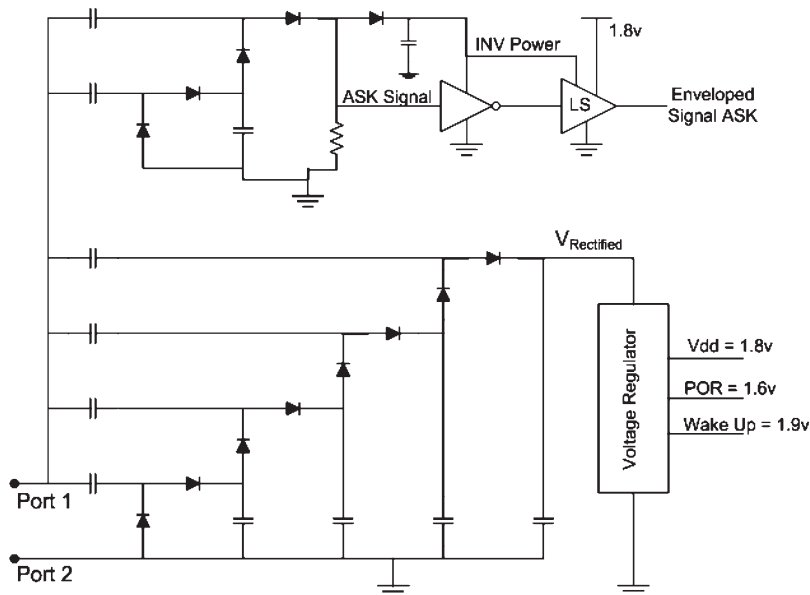 1.8v
INV Power
ASK Signal
LS
Enveloped
Signal ASK
VRectified
Voltage Regulator
Vdd = 1.8v
POR = 1.6v
Wake Up = 1.9v
Port 1
Port 2